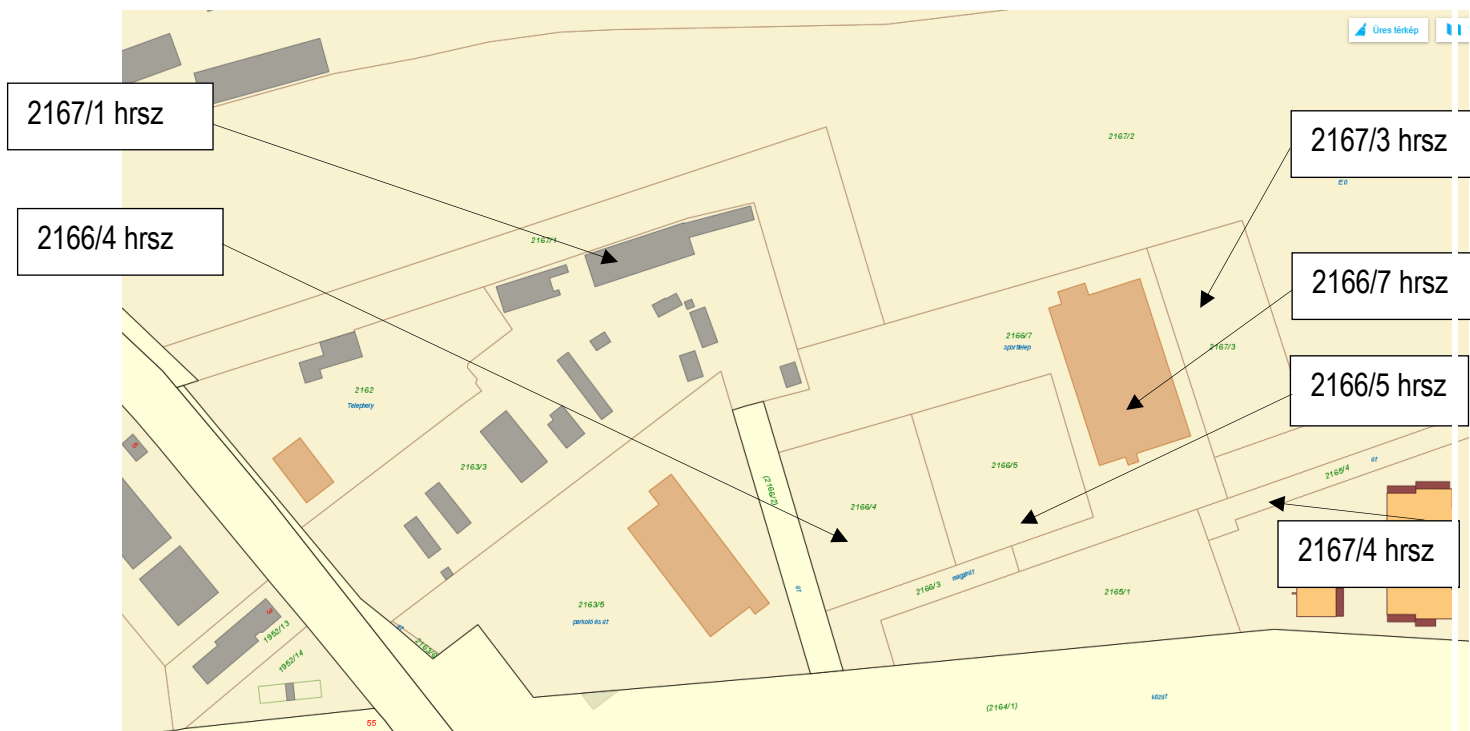 Üres térkép
2167/1 hrsz
2167/3 hrsz
2167/2
2166/4 hrsz
2167/1
2166/7 hrsz
2166/7
sporttelep
2167/3
2166/5 hrsz
2162
Telephely
5
2163/3
2166/5
2165/4
út
(2166/2)
2166/4
2167/4 hrsz
magánút
2166/3
2165/1
út
2163/5
parkoló és út
3
1952/13
1952/14
út
közút
(2164/1)
55